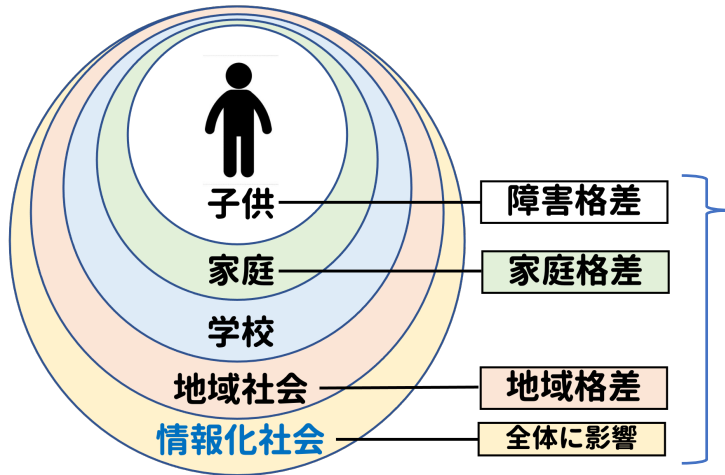 子供
障害格差
家庭
家庭格差
学校
地域社会
地域格差
情報化社会
全体に影響